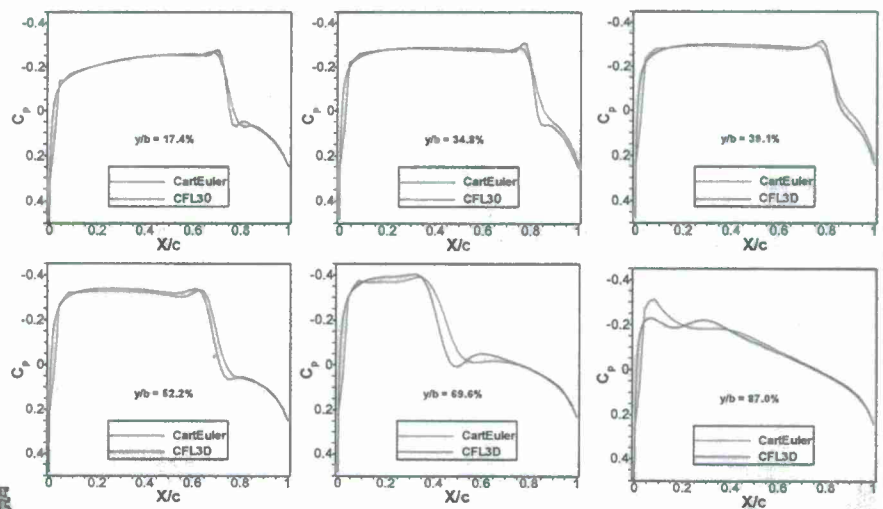 -0.4
-0.2
0
0.2
0.4
Cp
y/b = 17.4%
CartEuler
CFL3D
0 0.2 0.4 0.6 0.8 1
X/c
-0.4
-0.2
0
0.2
0.4
Cp
y/b = 34.8%
CartEuler
CFL3D
0 0.2 0.4 0.6 0.8 1
X/c
-0.4
-0.2
0
0.2
0.4
Cp
y/b = 39.1%
CartEuler
CFL3D
0 0.2 0.4 0.6 0.8 1
X/c
-0.4
-0.2
0
0.2
0.4
Cp
y/b = 52.2%
CartEuler
CFL3D
0 0.2 0.4 0.6 0.8 1
X/c
-0.4
-0.2
0
0.2
0.4
Cp
y/b = 69.6%
CartEuler
CFL3D
0 0.2 0.4 0.6 0.8 1
X/c
-0.4
-0.2
0
0.2
0.4
Cp
y/b = 87.0%
CartEuler
CFL3D
0 0.2 0.4 0.6 0.8 1
X/c